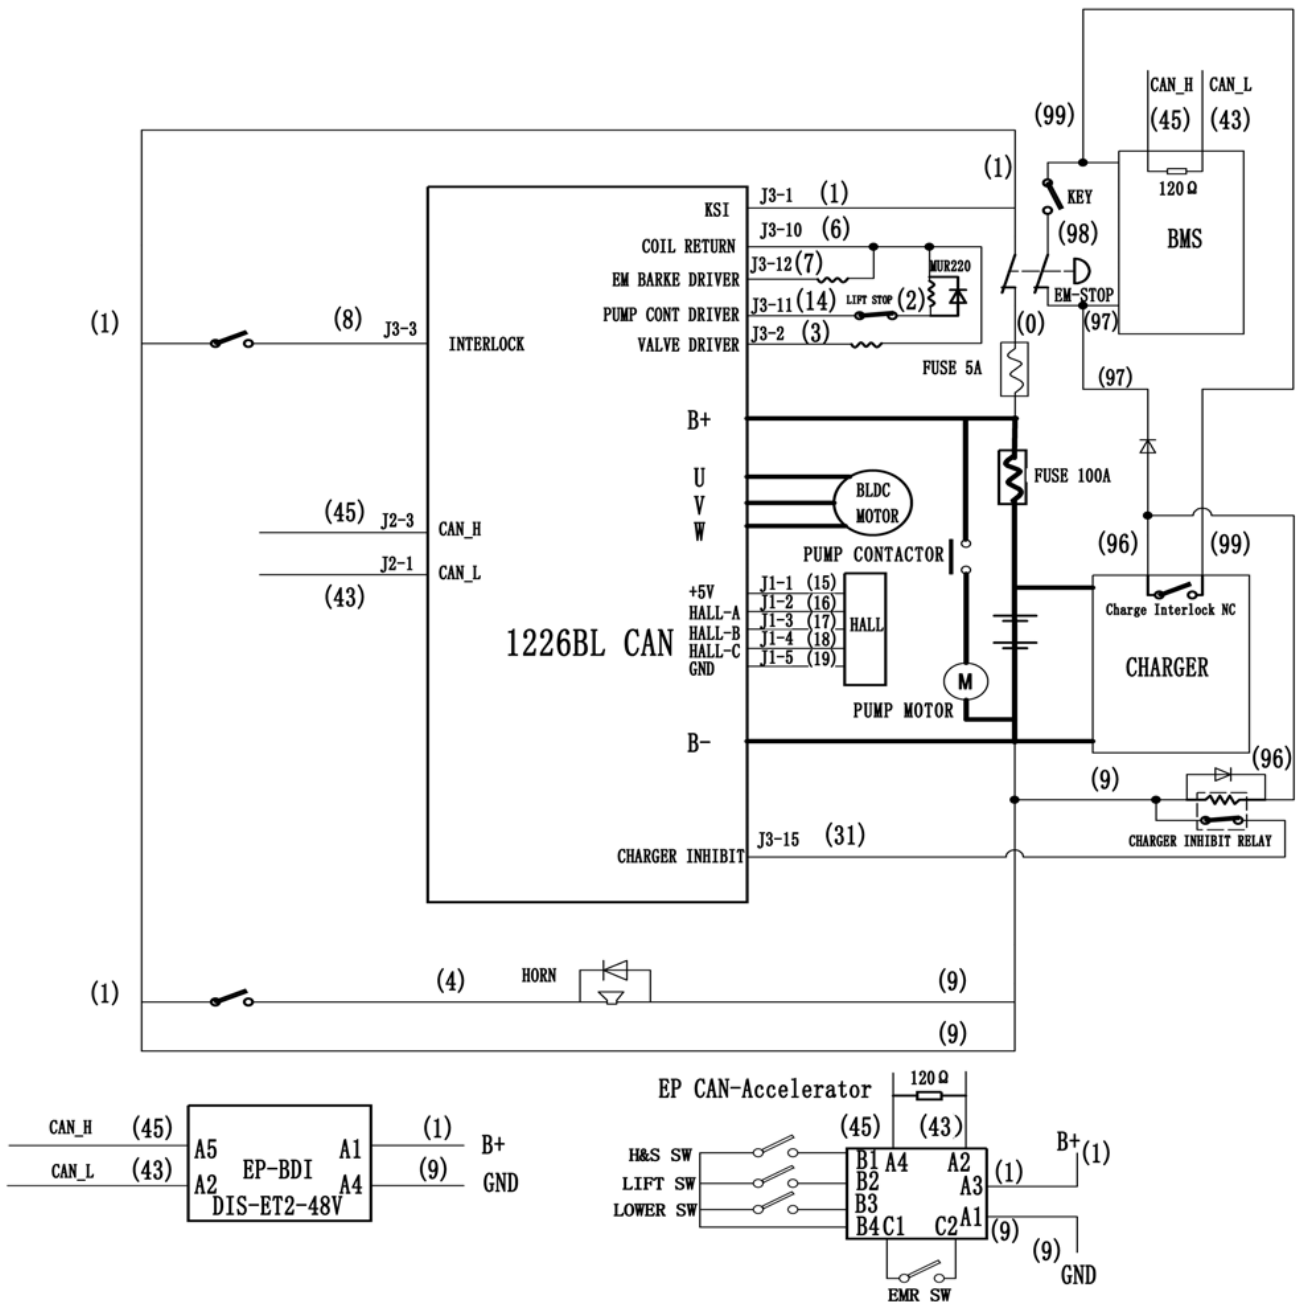 CAN_H CAN_L
(99) (45) (43)
(1)
120Ω
KEY
(98)
BMS
EM-STOP
(0) (97)
(97)
FUSE 5A
FUSE 100A
KSI J3-1 (1)
COIL RETURN J3-10 (6)
EM BARKE DRIVER J3-12 (7)
MUR220
PUMP CONT DRIVER J3-11 (14) LIFT STOP (2)
VALVE DRIVER J3-2 (3)
(1) (8) J3-3 INTERLOCK
B+
U
V
W
BLDC
MOTOR
PUMP CONTACTOR
(45) J2-3 CAN_H
(43) J2-1 CAN_L
1226BL CAN
+5V J1-1 (15)
HALL-A J1-2 (16)
HALL-B J1-3 (17)
HALL-C J1-4 (18)
GND J1-5 (19)
HALL
M
PUMP MOTOR
B-
(96) (99)
Charge Interlock NC
CHARGER
(9) (96)
CHARGER INHIBIT RELAY
CHARGER INHIBIT J3-15 (31)
(1) (4) HORN (9)
(9)
CAN_H (45) A5 A1 (1) B+
CAN_L (43) A2 A4 (9) GND
EP-BDI
DIS-ET2-48V
EP CAN-Accelerator
120Ω
(45) (43)
H&S SW B1 A4 A2
LIFT SW B2 A3 (1) B+ (1)
LOWER SW B3
B4 C1 C2 A1 (9) (9) GND
EMR SW